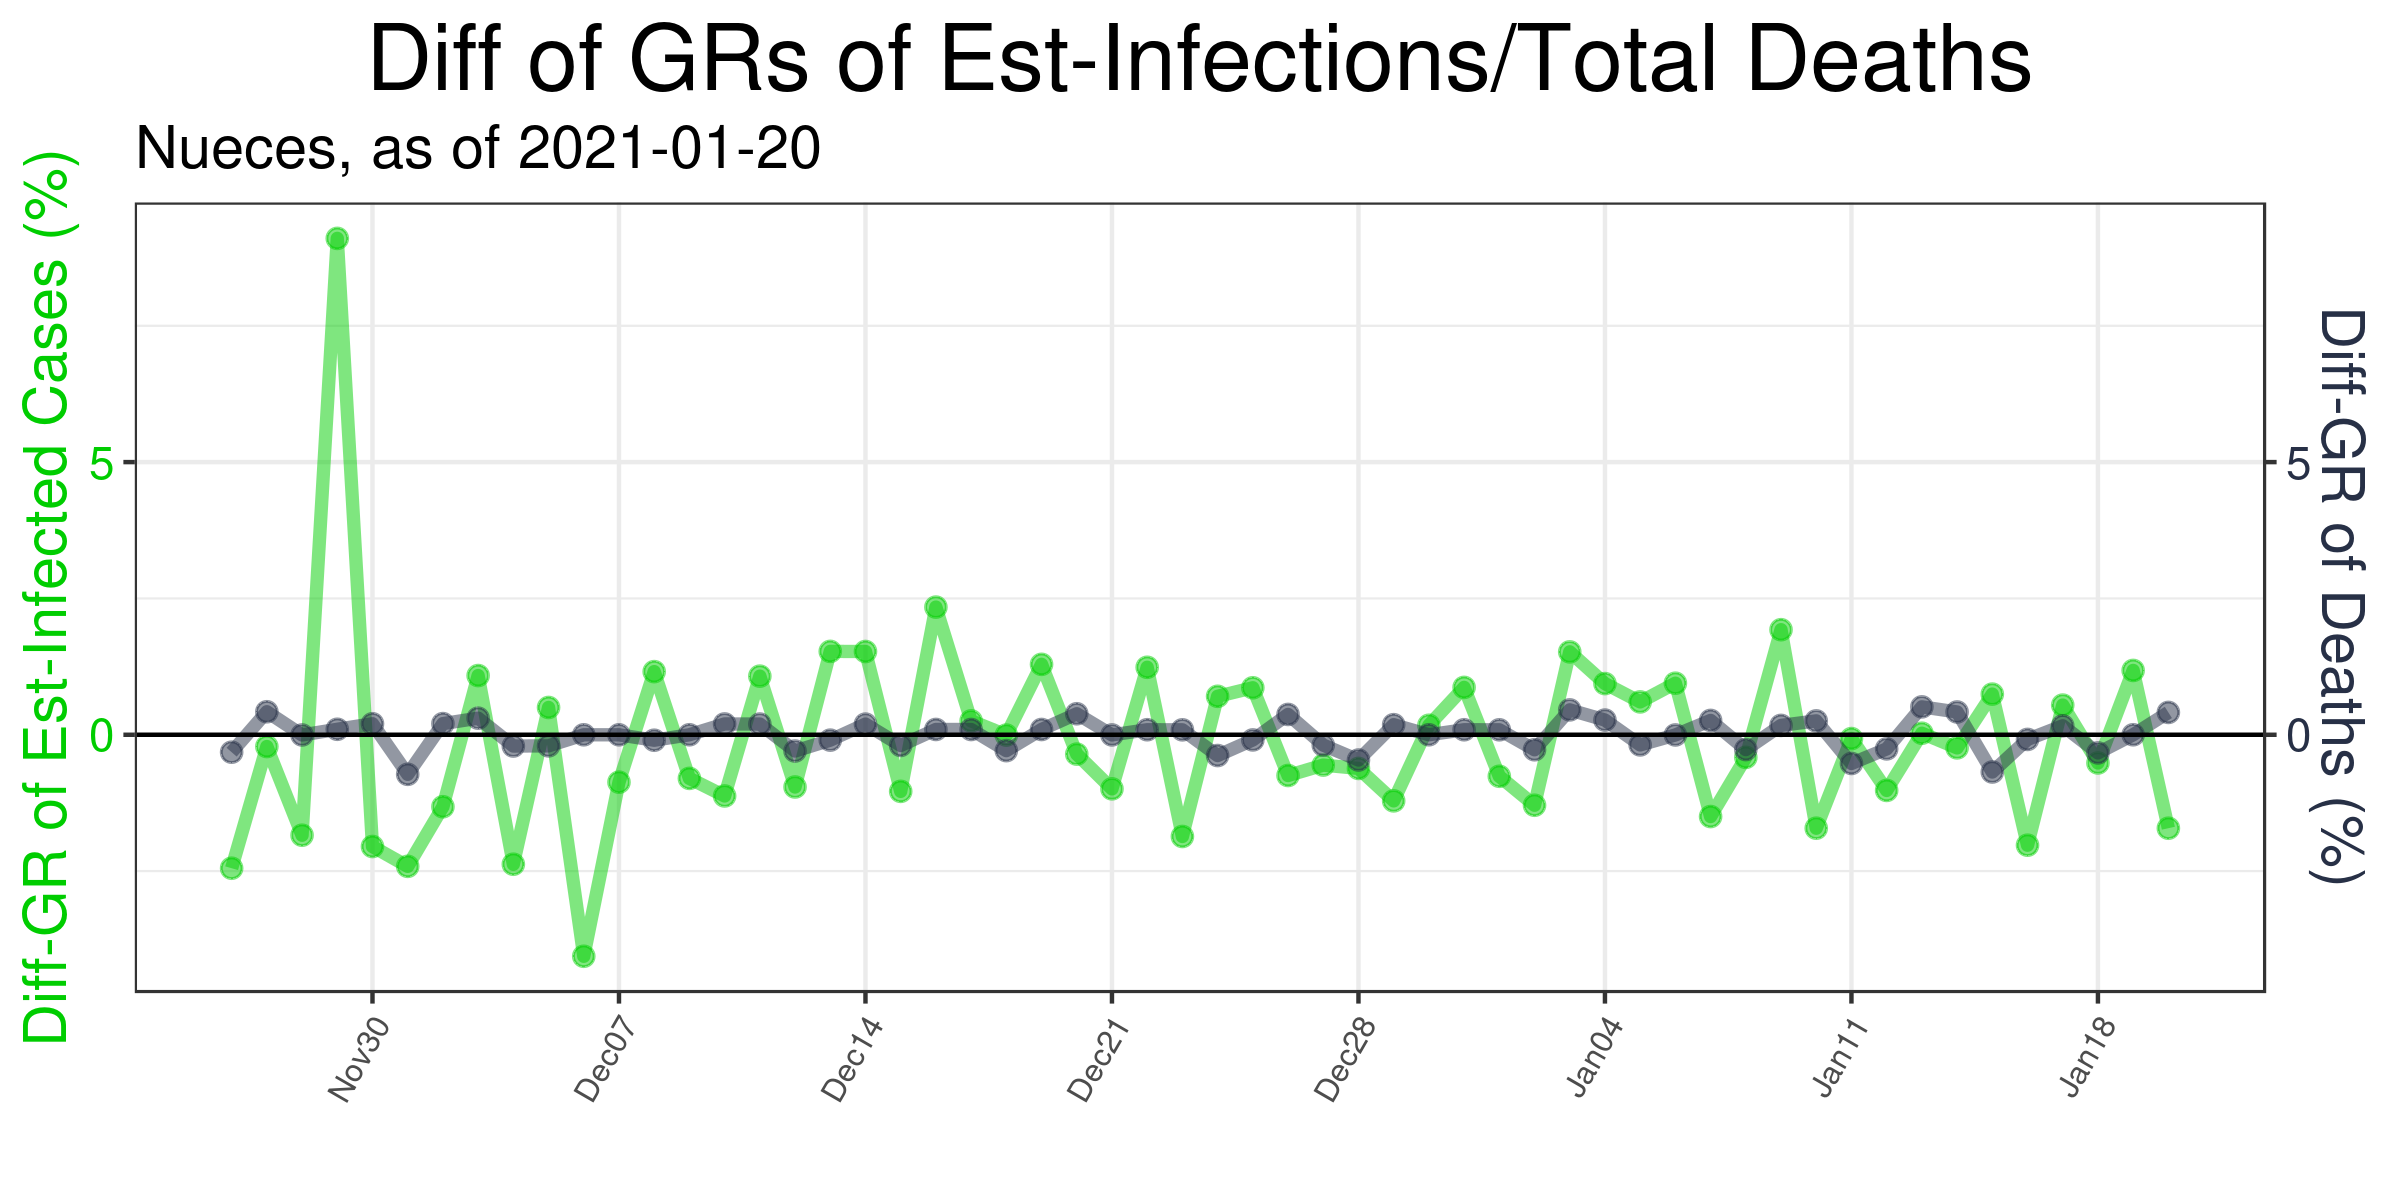 Diff of GRs of Est-Infections/Total Deaths
Nueces, as of 2021-01-20
Diff-GR of Est-Infected Cases (%)
5
0
5
0
Diff-GR of Deaths (%)
Nov30
Dec07
Dec14
Dec21
Dec28
Jan04
Jan11
Jan18